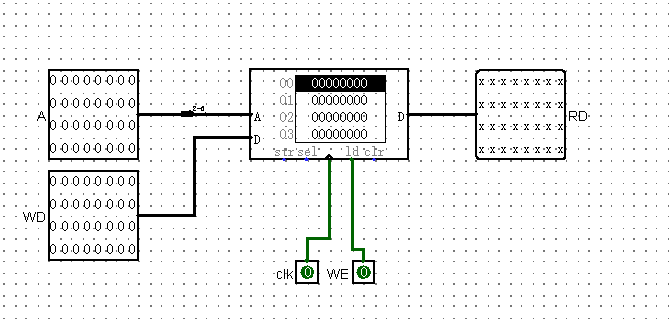 0 0 0 0 0 0 0 0
0 0 0 0 0 0 0 0
0 0 0 0 0 0 0 0
0 0 0 0 0 0 0 0
A
2-6
00 00000000
01 00000000
02 00000000
03 00000000
A
D
D
str sel ld clr
x x x x x x x x
x x x x x x x x
x x x x x x x x
x x x x x x x x
RD
0 0 0 0 0 0 0 0
0 0 0 0 0 0 0 0
0 0 0 0 0 0 0 0
0 0 0 0 0 0 0 0
WD
clk 0 WE 0